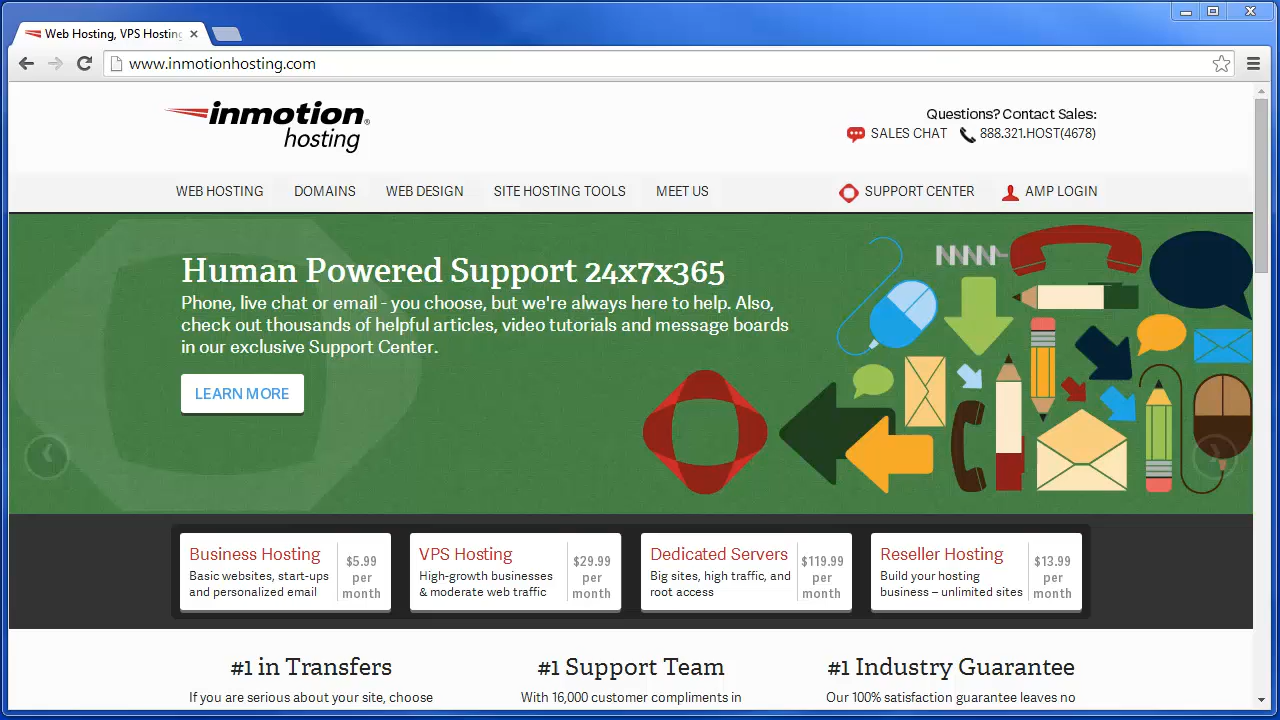 Web Hosting, VPS Hosting
www.inmotionhosting.com
inmotion®
hosting
Questions? Contact Sales:
SALES CHAT 888.321.HOST(4678)
WEB HOSTING DOMAINS WEB DESIGN SITE HOSTING TOOLS MEET US SUPPORT CENTER AMP LOGIN
Human Powered Support 24x7x365
Phone, live chat or email - you choose, but we're always here to help. Also,
check out thousands of helpful articles, video tutorials and message boards
in our exclusive Support Center.
LEARN MORE
Business Hosting
Basic websites, start-ups
and personalized email
$5.99
per
month
VPS Hosting
High-growth businesses
& moderate web traffic
$29.99
per
month
Dedicated Servers
Big sites, high traffic, and
root access
$119.99
per
month
Reseller Hosting
Build your hosting
business – unlimited sites
$13.99
per
month
#1 in Transfers
If you are serious about your site, choose
#1 Support Team
With 16,000 customer compliments in
#1 Industry Guarantee
Our 100% satisfaction guarantee leaves no